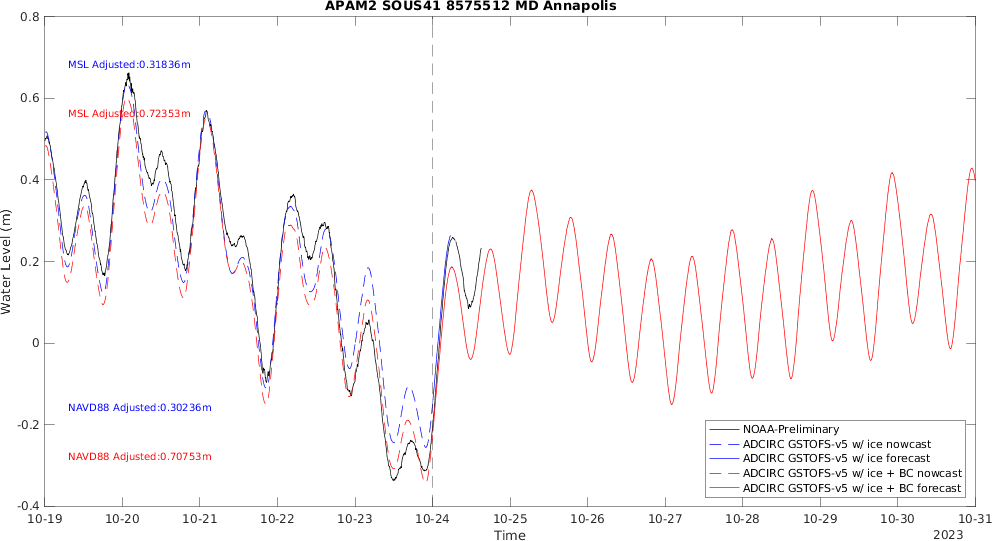 APAM2 SOUS41 8575512 MD Annapolis
0.8
0.6
0.4
0.2
0
-0.2
-0.4
Water Level (m)
MSL Adjusted:0.31836m
MSL Adjusted:0.72353m
NAVD88 Adjusted:0.30236m
NAVD88 Adjusted:0.70753m
NOAA-Preliminary
ADCIRC GSTOFS-v5 w/ ice nowcast
ADCIRC GSTOFS-v5 w/ ice forecast
ADCIRC GSTOFS-v5 w/ ice + BC nowcast
ADCIRC GSTOFS-v5 w/ ice + BC forecast
10-19 10-20 10-21 10-22 10-23 10-24 10-25 10-26 10-27 10-28 10-29 10-30 10-31
Time
2023